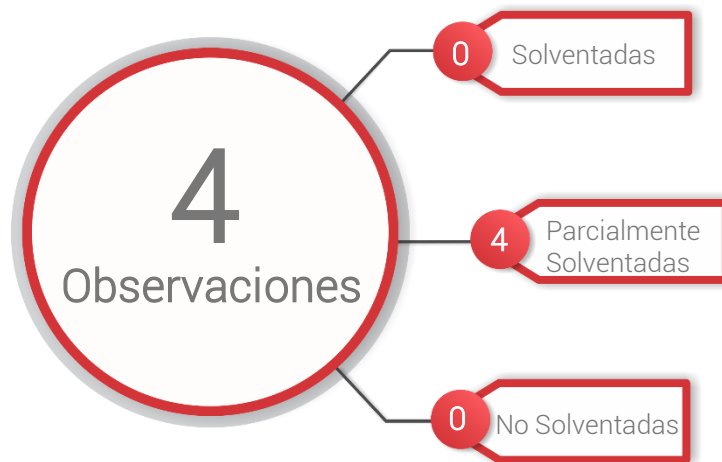 4
Observaciones
0
Solventadas
4
Parcialmente
Solventadas
0
No Solventadas